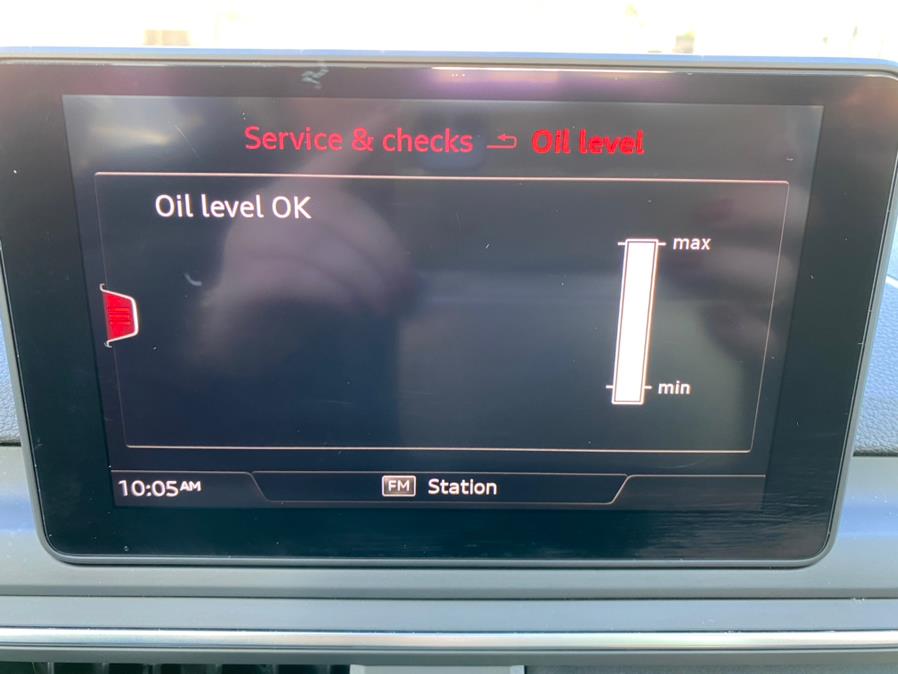 Service & checks Oil level
Oil level OK
max
min
10:05AM
FM Station